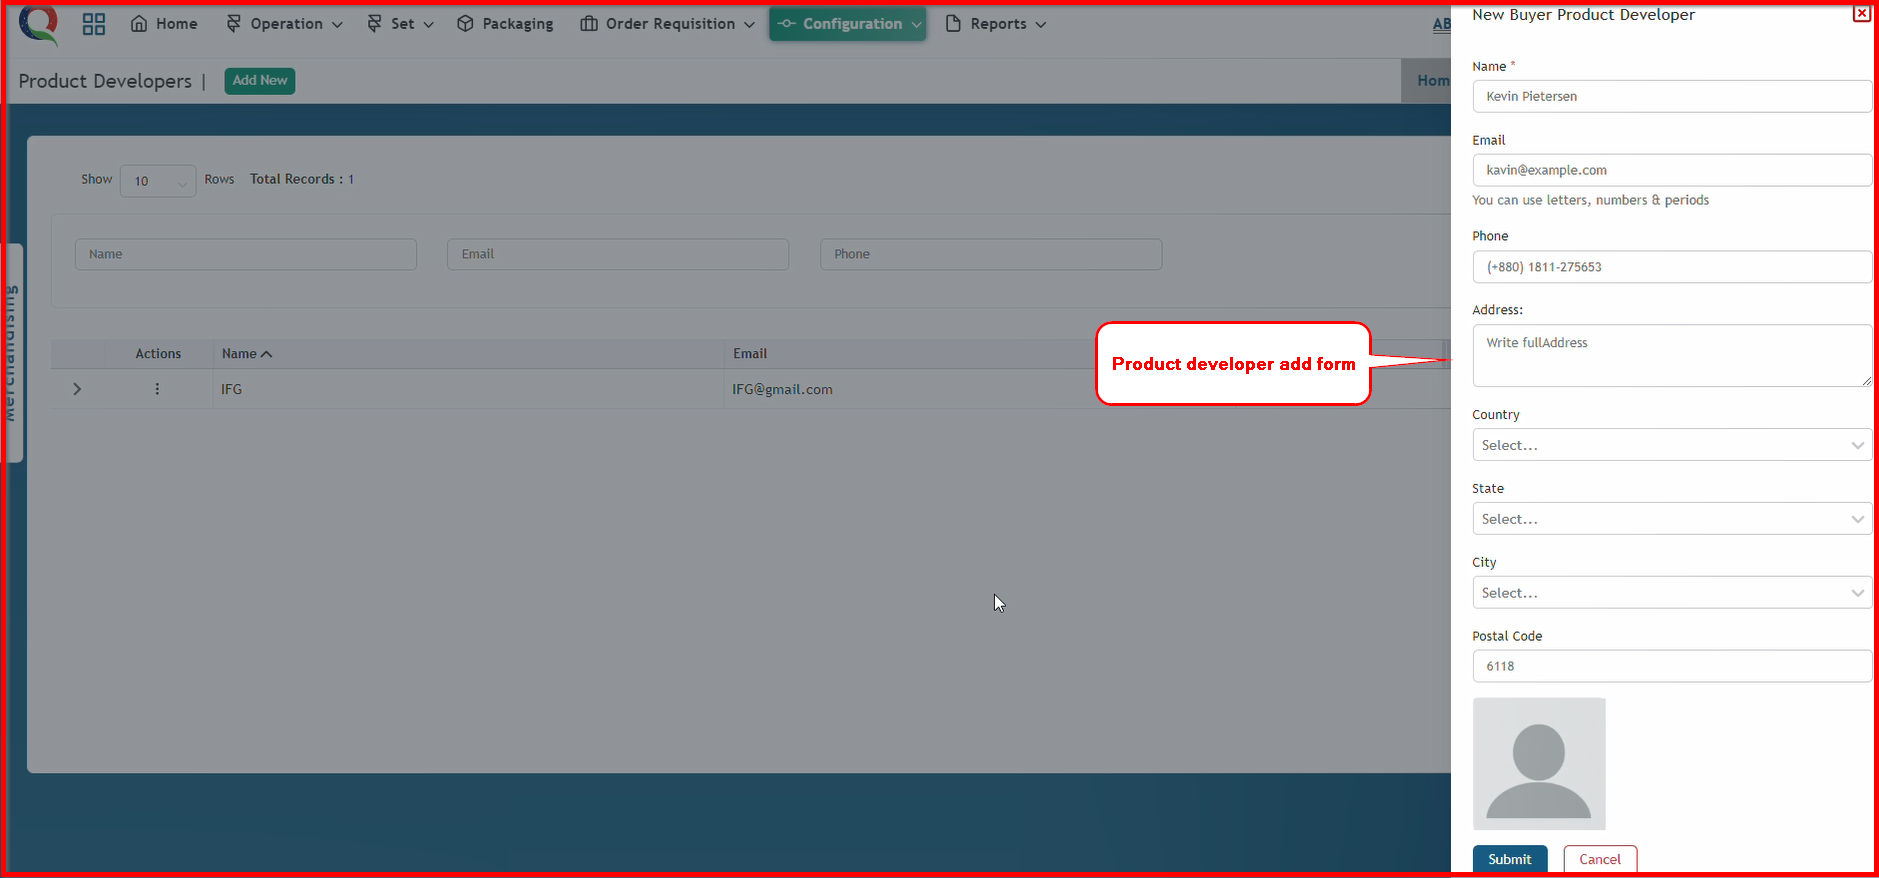 Home Operation Set Packaging Order Requisition Configuration Reports AB
Product Developers | Add New Hom
Show 10 Rows Total Records : 1
Name Email Phone
Merchandising
Actions Name Email
IFG IFG@gmail.com
Product developer add form
New Buyer Product Developer
Name *
Kevin Pietersen
Email
kavin@example.com
You can use letters, numbers & periods
Phone
(+880) 1811-275653
Address:
Write fullAddress
Country
Select...
State
Select...
City
Select...
Postal Code
6118
Submit Cancel